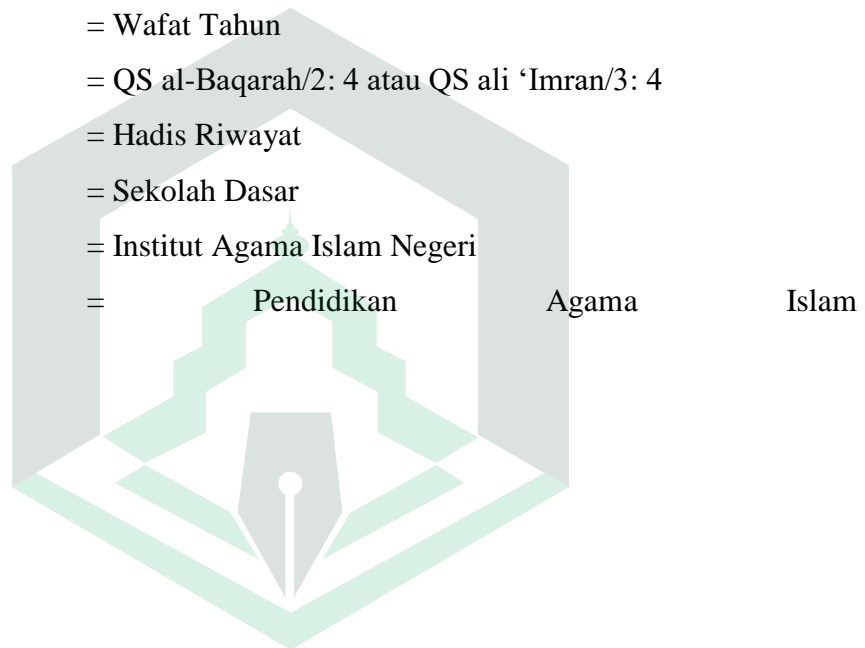 = Wafat Tahun
= QS al-Baqarah/2: 4 atau QS ali ‘Imran/3: 4
= Hadis Riwayat
= Sekolah Dasar
= Institut Agama Islam Negeri
= Pendidikan Agama Islam